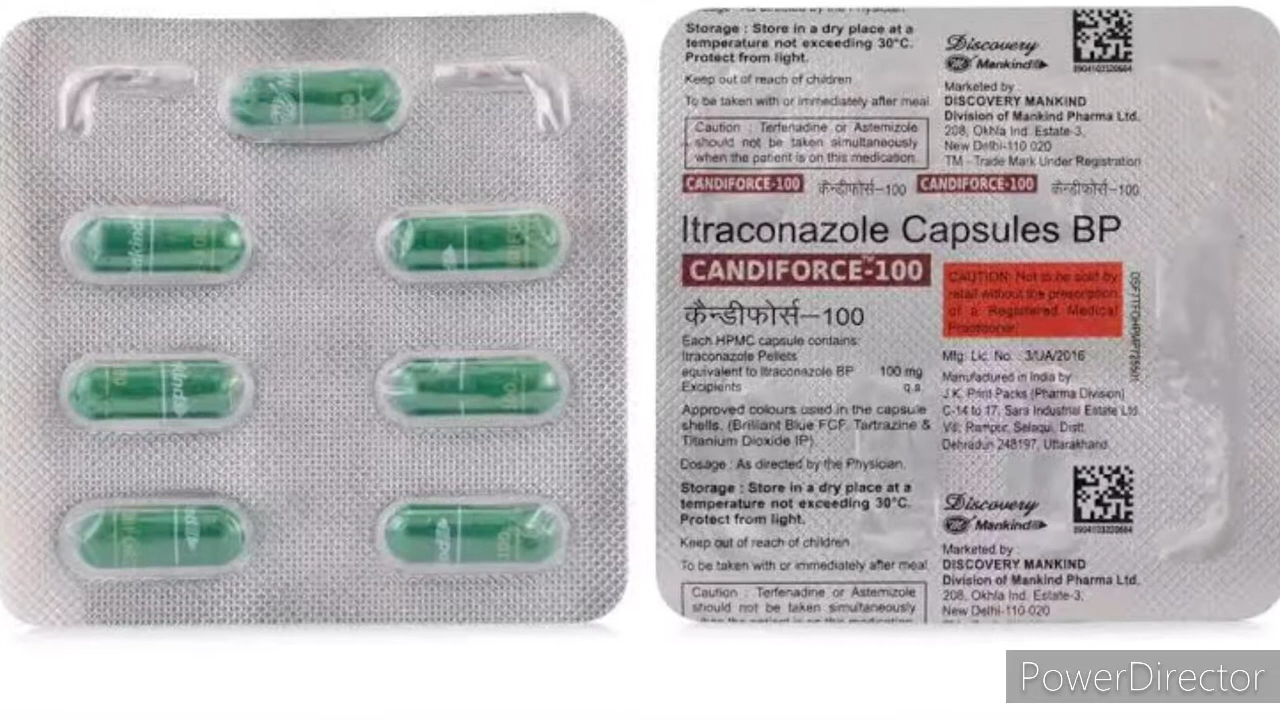 Storage : Store in a dry place at a
temperature not exceeding 30°C.
Protect from light.
Keep out of reach of children
To be taken with or immediately after meal
Caution : Terfenadine or Astemizole
should not be taken simultaneously
when the patient is on this medication.
Discovery
Mankind
8904103320664
Marketed by
DISCOVERY MANKIND
Division of Mankind Pharma Ltd.
208, Okhla Ind. Estate-3,
New Delhi-110 020
TM - Trade Mark Under Registration
CANDIFORCE-100 कैन्डीफोर्स–100 CANDIFORCE-100 कैन्डीफोर्स–100
Itraconazole Capsules BP
CANDIFORCE™-100
कैन्डीफोर्स–100
Each HPMC capsule contains:
Itraconazole Pellets
equivalent to Itraconazole BP 100 mg
Excipients q.s.
Approved colours used in the capsule
shells. (Brilliant Blue FCF, Tartrazine &
Titanium Dioxide IP)
Dosage : As directed by the Physician.
Storage : Store in a dry place at a
temperature not exceeding 30°C.
Protect from light.
Keep out of reach of children
To be taken with or immediately after meal.
Caution : Terfenadine or Astemizole
should not be taken simultaneously
CAUTION: Not to be sold by
retail without the prescription
of a Registered Medical
Practitioner.
Mfg. Lic. No. : 3/UA/2016
Manufactured in India by
J.K. Print Packs (Pharma Division)
C-14 to 17, Sara Industrial Estate Ltd.
Vill. Rampur, Selaqui, Distt.
Dehradun 248197, Uttarakhand.
Discovery
Mankind
8904103320664
Marketed by
DISCOVERY MANKIND
Division of Mankind Pharma Ltd.
208, Okhla Ind. Estate-3,
New Delhi-110 020
PowerDirector